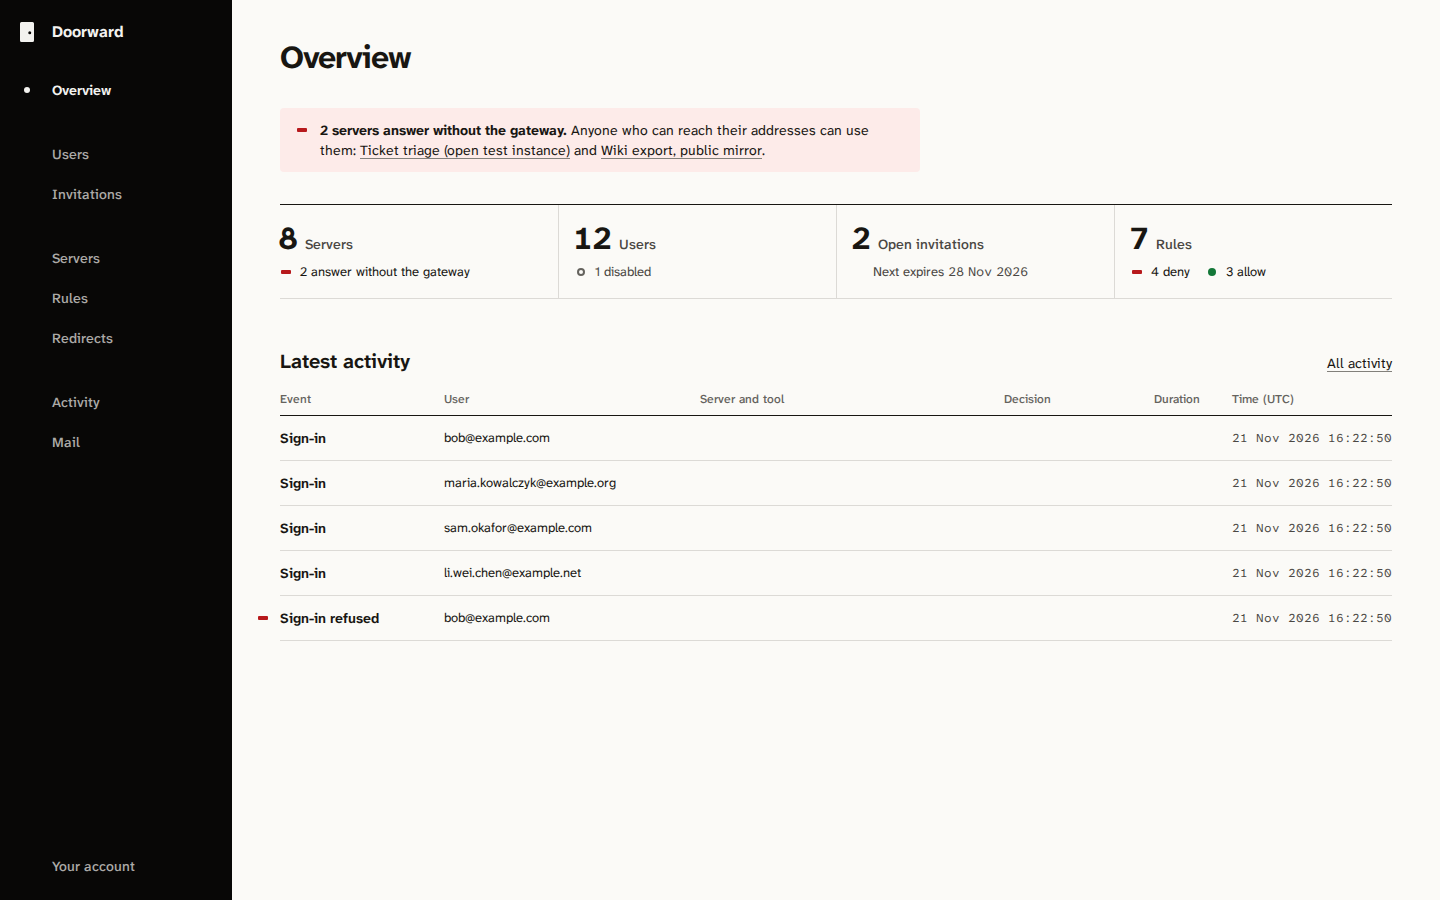 Doorward
Overview
Users
Invitations
Servers
Rules
Redirects
Activity
Mail
Your account
Overview
2 servers answer without the gateway. Anyone who can reach their addresses can use
them: Ticket triage (open test instance) and Wiki export, public mirror.
8 Servers
2 answer without the gateway
12 Users
1 disabled
2 Open invitations
Next expires 28 Nov 2026
7 Rules
4 deny 3 allow
Latest activity
All activity
Event User Server and tool Decision Duration Time (UTC)
Sign-in bob@example.com 21 Nov 2026 16:22:50
Sign-in maria.kowalczyk@example.org 21 Nov 2026 16:22:50
Sign-in sam.okafor@example.com 21 Nov 2026 16:22:50
Sign-in li.wei.chen@example.net 21 Nov 2026 16:22:50
Sign-in refused bob@example.com 21 Nov 2026 16:22:50